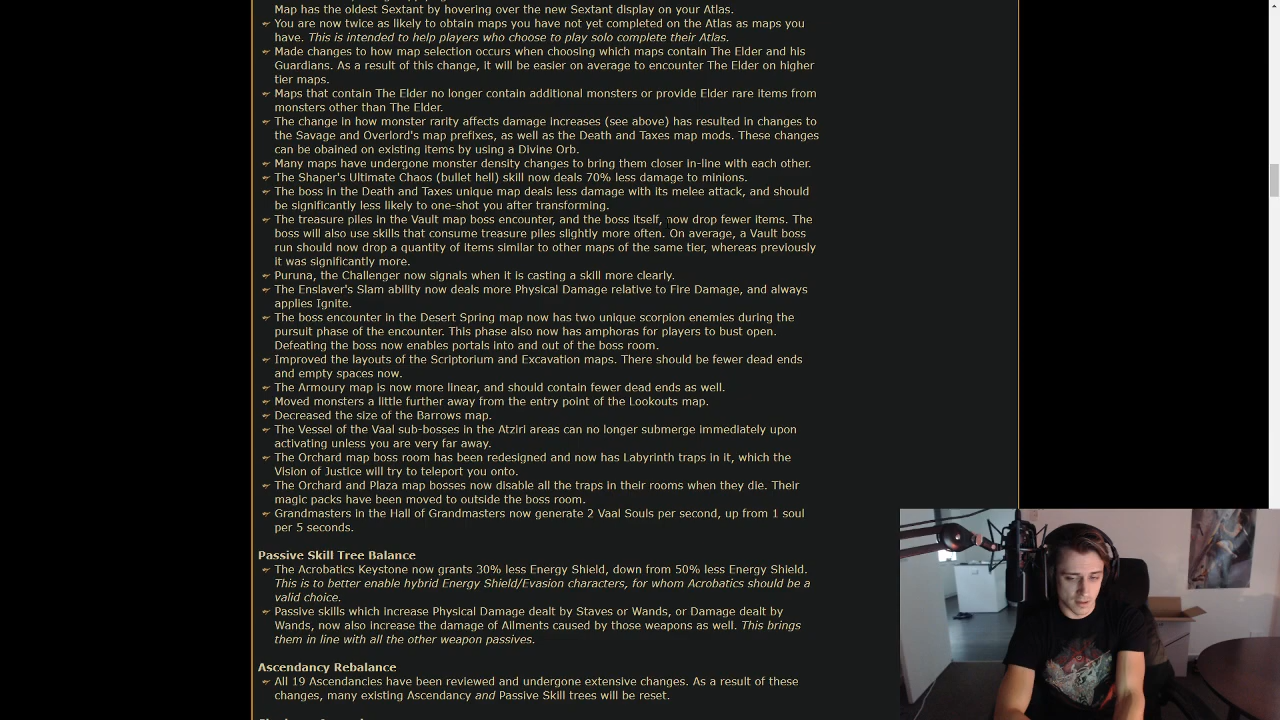 Map has the oldest Sextant by hovering over the new Sextant display on your Atlas.
You are now twice as likely to obtain maps you have not yet completed on the Atlas as maps you
have. This is intended to help players who choose to play solo complete their Atlas.
Made changes to how map selection occurs when choosing which maps contain The Elder and his
Guardians. As a result of this change, it will be easier on average to encounter The Elder on higher
tier maps.
Maps that contain The Elder no longer contain additional monsters or provide Elder rare items from
monsters other than The Elder.
The change in how monster rarity affects damage increases (see above) has resulted in changes to
the Savage and Overlord's map prefixes, as well as the Death and Taxes map mods. These changes
can be obained on existing items by using a Divine Orb.
Many maps have undergone monster density changes to bring them closer in-line with each other.
The Shaper's Ultimate Chaos (bullet hell) skill now deals 70% less damage to minions.
The boss in the Death and Taxes unique map deals less damage with its melee attack, and should
be significantly less likely to one-shot you after transforming.
The treasure piles in the Vault map boss encounter, and the boss itself, now drop fewer items. The
boss will also use skills that consume treasure piles slightly more often. On average, a Vault boss
run should now drop a quantity of items similar to other maps of the same tier, whereas previously
it was significantly more.
Puruna, the Challenger now signals when it is casting a skill more clearly.
The Enslaver's Slam ability now deals more Physical Damage relative to Fire Damage, and always
applies Ignite.
The boss encounter in the Desert Spring map now has two unique scorpion enemies during the
pursuit phase of the encounter. This phase also now has amphoras for players to bust open.
Defeating the boss now enables portals into and out of the boss room.
Improved the layouts of the Scriptorium and Excavation maps. There should be fewer dead ends
and empty spaces now.
The Armoury map is now more linear, and should contain fewer dead ends as well.
Moved monsters a little further away from the entry point of the Lookouts map.
Decreased the size of the Barrows map.
The Vessel of the Vaal sub-bosses in the Atziri areas can no longer submerge immediately upon
activating unless you are very far away.
The Orchard map boss room has been redesigned and now has Labyrinth traps in it, which the
Vision of Justice will try to teleport you onto.
The Orchard and Plaza map bosses now disable all the traps in their rooms when they die. Their
magic packs have been moved to outside the boss room.
Grandmasters in the Hall of Grandmasters now generate 2 Vaal Souls per second, up from 1 soul
per 5 seconds.
Passive Skill Tree Balance
The Acrobatics Keystone now grants 30% less Energy Shield, down from 50% less Energy Shield.
This is to better enable hybrid Energy Shield/Evasion characters, for whom Acrobatics should be a
valid choice.
Passive skills which increase Physical Damage dealt by Staves or Wands, or Damage dealt by
Wands, now also increase the damage of Ailments caused by those weapons as well. This brings
them in line with all the other weapon passives.
Ascendancy Rebalance
All 19 Ascendancies have been reviewed and undergone extensive changes. As a result of these
changes, many existing Ascendancy and Passive Skill trees will be reset.